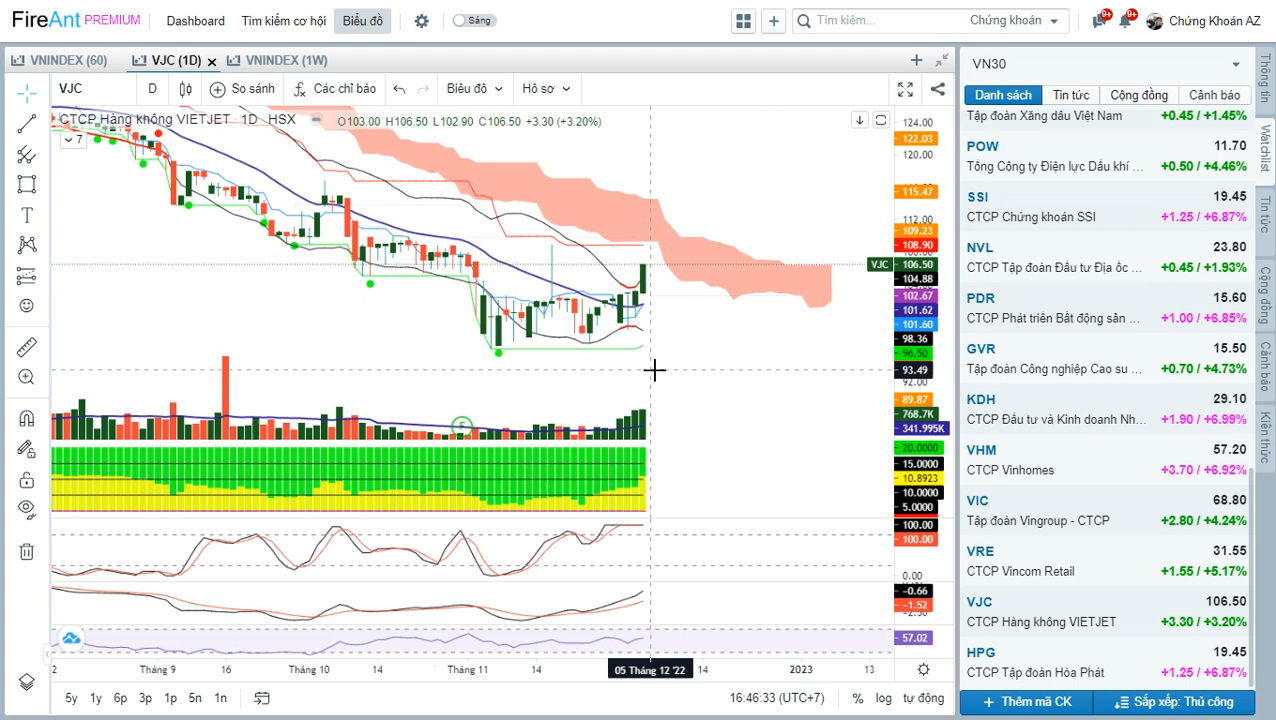 FireAnt PREMIUM
Dashboard
Tìm kiếm cơ hội
Biểu đồ
Sáng
Tìm kiếm...
Chứng khoán
9+
9+
Chứng Khoán AZ
VNINDEX (60)
VJC (1D)
VNINDEX (1W)
VJC
D
So sánh
Các chỉ báo
Biểu đồ
Hồ sơ
CTCP Hàng không VIETJET · 1D · HSX
O103.00 H106.50 L102.90 C106.50 +3.30 (+3.20%)
7
124.00
122.03
120.00
115.47
112.00
109.23
108.90
VJC
106.50
104.88
102.67
101.62
101.60
98.36
96.50
93.49
92.00
89.87
768.7K
341.995K
20.0000
15.0000
10.8923
10.0000
5.0000
100.00
100.00
0.00
−0.66
−1.52
57.02
2
Tháng 9
16
Tháng 10
14
Tháng 11
14
05 Tháng 12 '22
14
2023
13
5y
1y
6p
3p
1p
5n
1n
16:46:33 (UTC+7)
%
log
tự động
VN30
Danh sách
Tin tức
Cộng đồng
Cảnh báo
Tập đoàn Xăng dầu Việt Nam
+0.45 / +1.45%
POW
11.70
Tổng Công ty Điện lực Dầu khí ...
+0.50 / +4.46%
SSI
19.45
CTCP Chứng khoán SSI
+1.25 / +6.87%
NVL
23.80
CTCP Tập đoàn Đầu tư Địa ốc ...
+0.45 / +1.93%
PDR
15.60
CTCP Phát triển Bất động sản ...
+1.00 / +6.85%
GVR
15.50
Tập đoàn Công nghiệp Cao su ...
+0.70 / +4.73%
KDH
29.10
CTCP Đầu tư và Kinh doanh Nh...
+1.90 / +6.99%
VHM
57.20
CTCP Vinhomes
+3.70 / +6.92%
VIC
68.80
Tập đoàn Vingroup - CTCP
+2.80 / +4.24%
VRE
31.55
CTCP Vincom Retail
+1.55 / +5.17%
VJC
106.50
CTCP Hàng không VIETJET
+3.30 / +3.20%
HPG
19.45
CTCP Tập đoàn Hòa Phát
+1.25 / +6.87%
Thêm mã CK
Sắp xếp: Thủ công
Thông tin
Watchlist
Tin tức
Cộng đồng
Cảnh báo
Kiến thức